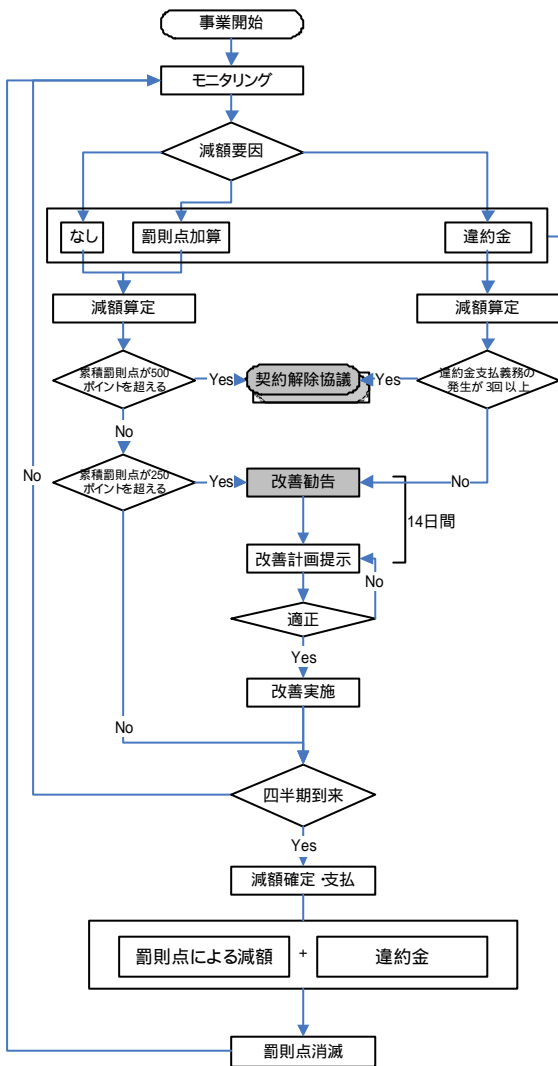 事業開始
モニタリング
減額要因
なし
罰則点加算
違約金
減額算定
減額算定
累積罰則点が500
ポイントを超える
Yes
契約解除協議
Yes
違約金支払義務の
発生が3回以上
No
No
累積罰則点が250
ポイントを超える
Yes
改善勧告
No
14日間
改善計画提示
No
適正
Yes
改善実施
No
四半期到来
Yes
減額確定・支払
罰則点による減額
+
違約金
罰則点消滅